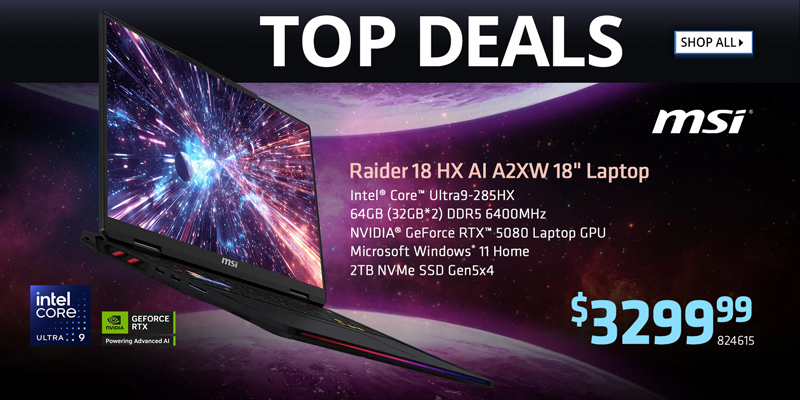 TOP DEALS
SHOP ALL
msi
Raider 18 HX AI A2XW 18" Laptop
Intel® Core™ Ultra9-285HX
64GB (32GB*2) DDR5 6400MHz
NVIDIA® GeForce RTX™ 5080 Laptop GPU
Microsoft Windows® 11 Home
2TB NVMe SSD Gen5x4
$3299.99
824615
msi
intel
CORE
ULTRA 9
NVIDIA
GEFORCE
RTX
Powering Advanced AI